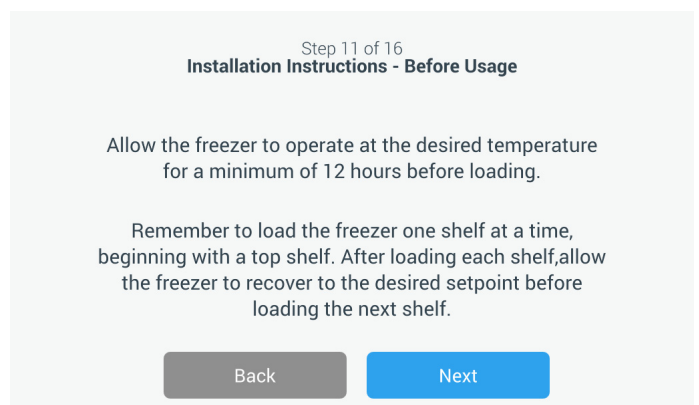 Step 11 of 16
Installation Instructions - Before Usage
Allow the freezer to operate at the desired temperature
for a minimum of 12 hours before loading.
Remember to load the freezer one shelf at a time,
beginning with a top shelf. After loading each shelf,allow
the freezer to recover to the desired setpoint before
loading the next shelf.
Back
Next